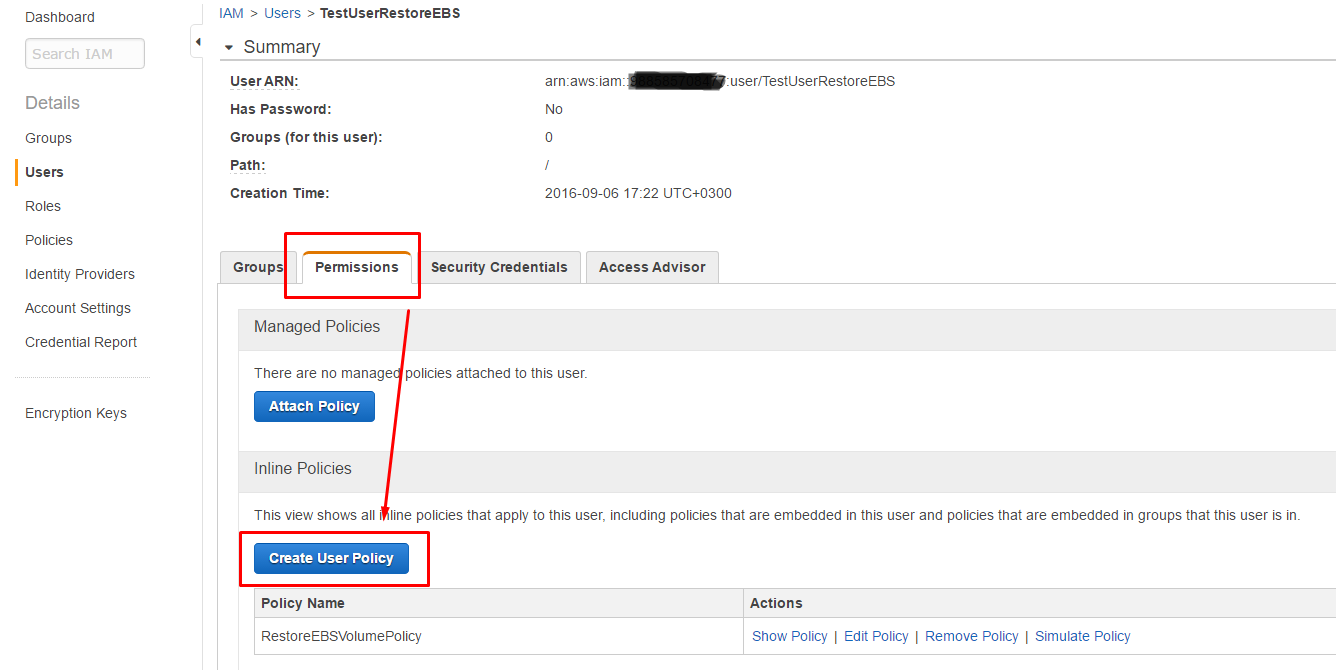 Dashboard
Search IAM
Details
Groups
Users
Roles
Policies
Identity Providers
Account Settings
Credential Report
Encryption Keys
IAM > Users > TestUserRestoreEBS
Summary
User ARN: arn:aws:iam: :user/TestUserRestoreEBS
Has Password: No
Groups (for this user): 0
Path: /
Creation Time: 2016-09-06 17:22 UTC+0300
Groups Permissions Security Credentials Access Advisor
Managed Policies
There are no managed policies attached to this user.
Attach Policy
Inline Policies
This view shows all inline policies that apply to this user, including policies that are embedded in this user and policies that are embedded in groups that this user is in.
Create User Policy
Policy Name Actions
RestoreEBSVolumePolicy Show Policy | Edit Policy | Remove Policy | Simulate Policy